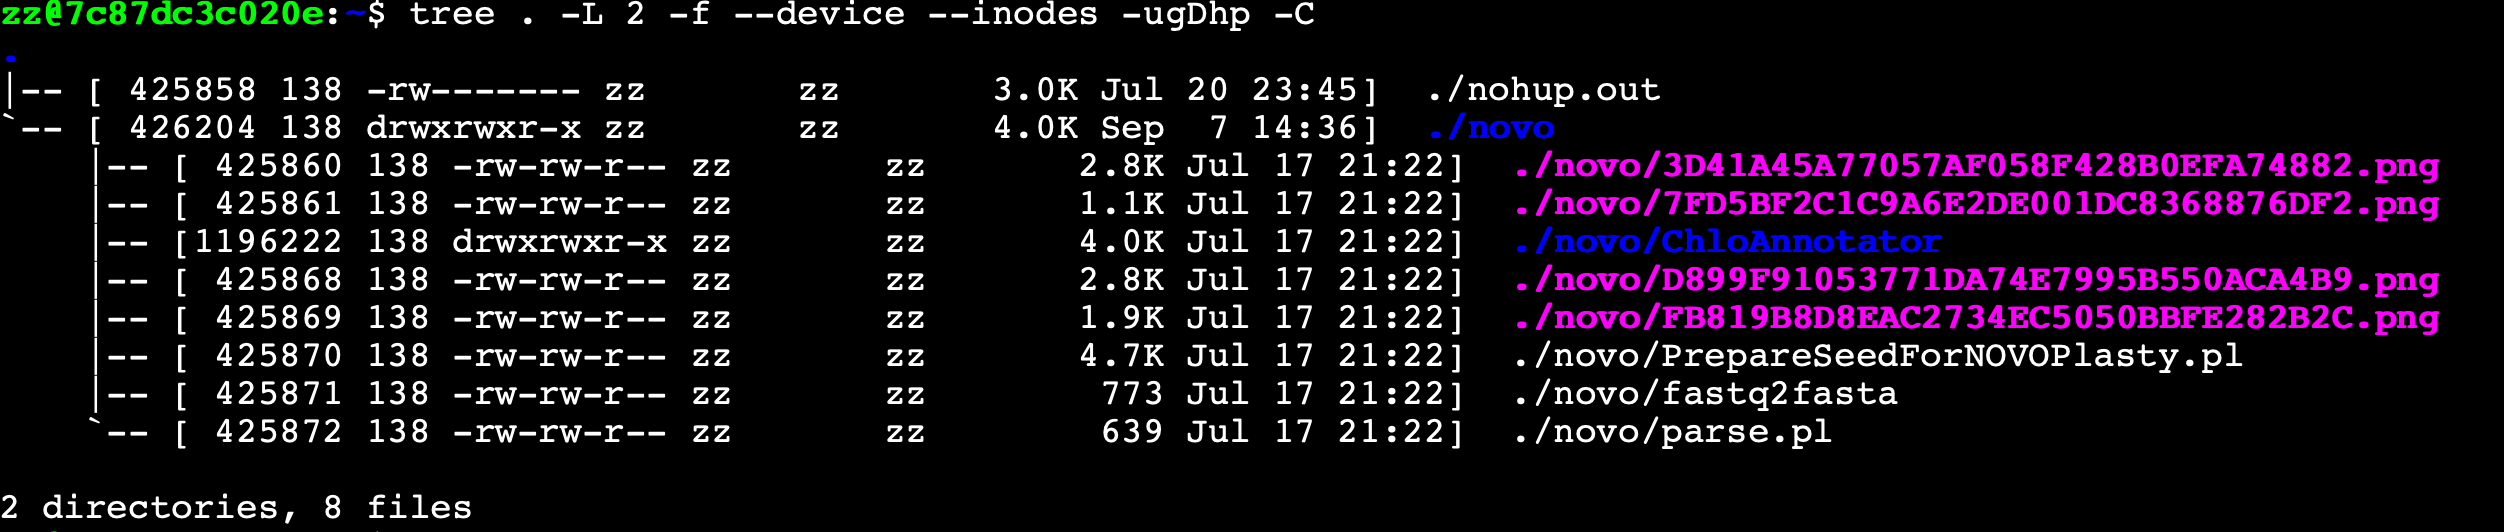 zz@7c87dc3c020e:~$ tree . -L 2 -f --device --inodes -ugDhp -C
.
|-- [ 425858 138 -rw------- zz       zz       3.0K Jul 20 23:45]  ./nohup.out
`-- [ 426204 138 drwxrwxr-x zz       zz       4.0K Sep  7 14:36]  ./novo
    |-- [ 425860 138 -rw-rw-r-- zz       zz       2.8K Jul 17 21:22]  ./novo/3D41A45A77057AF058F428B0EFA74882.png
    |-- [ 425861 138 -rw-rw-r-- zz       zz       1.1K Jul 17 21:22]  ./novo/7FD5BF2C1C9A6E2DE001DC8368876DF2.png
    |-- [1196222 138 drwxrwxr-x zz       zz       4.0K Jul 17 21:22]  ./novo/ChloAnnotator
    |-- [ 425868 138 -rw-rw-r-- zz       zz       2.8K Jul 17 21:22]  ./novo/D899F91053771DA74E7995B550ACA4B9.png
    |-- [ 425869 138 -rw-rw-r-- zz       zz       1.9K Jul 17 21:22]  ./novo/FB819B8D8EAC2734EC5050BBFE282B2C.png
    |-- [ 425870 138 -rw-rw-r-- zz       zz       4.7K Jul 17 21:22]  ./novo/PrepareSeedForNOVOPlasty.pl
    |-- [ 425871 138 -rw-rw-r-- zz       zz        773 Jul 17 21:22]  ./novo/fastq2fasta
    `-- [ 425872 138 -rw-rw-r-- zz       zz        639 Jul 17 21:22]  ./novo/parse.pl
2 directories, 8 files